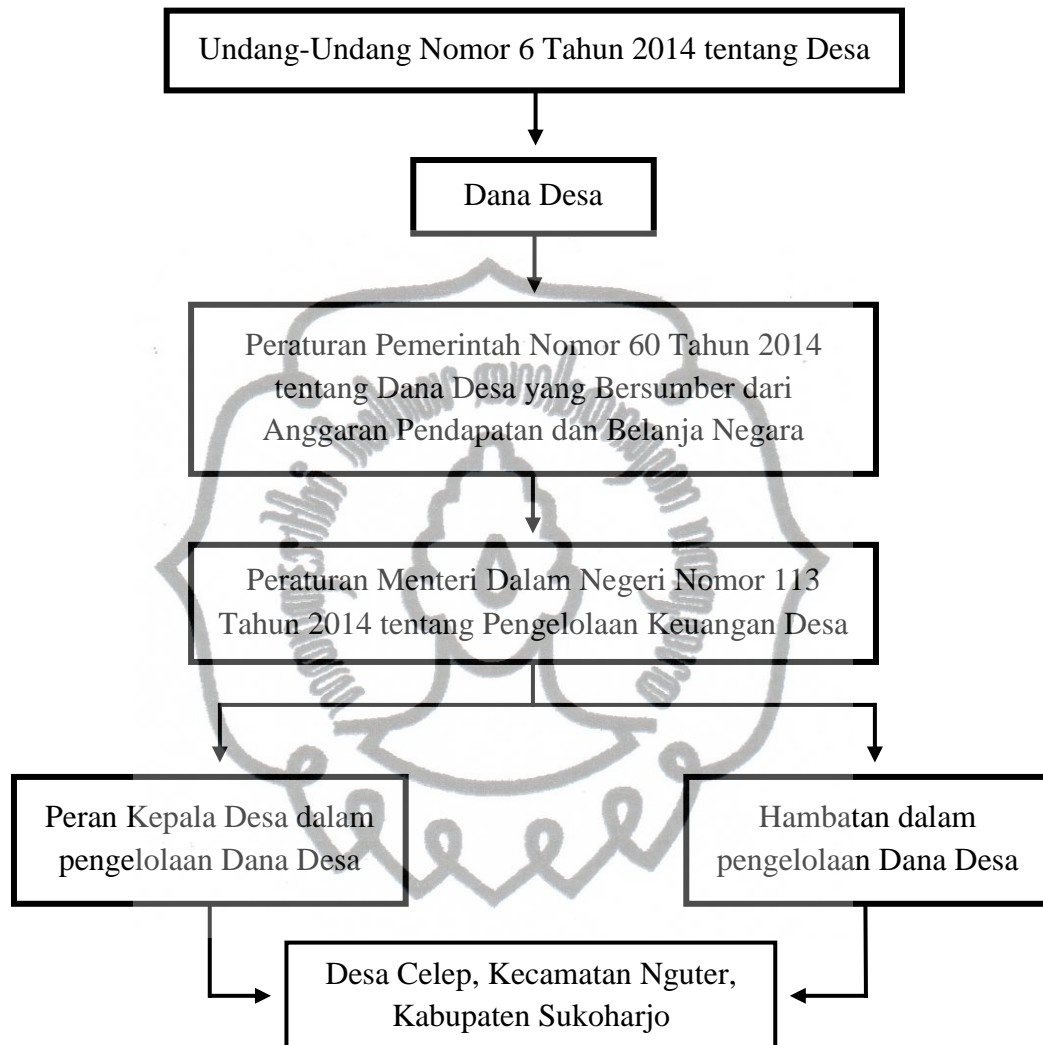 Undang-Undang Nomor 6 Tahun 2014 tentang Desa
Dana Desa
Peraturan Pemerintah Nomor 60 Tahun 2014
tentang Dana Desa yang Bersumber dari
Anggaran Pendapatan dan Belanja Negara
Peraturan Menteri Dalam Negeri Nomor 113
Tahun 2014 tentang Pengelolaan Keuangan Desa
Peran Kepala Desa dalam
pengelolaan Dana Desa
Hambatan dalam
pengelolaan Dana Desa
Desa Celep, Kecamatan Nguter,
Kabupaten Sukoharjo